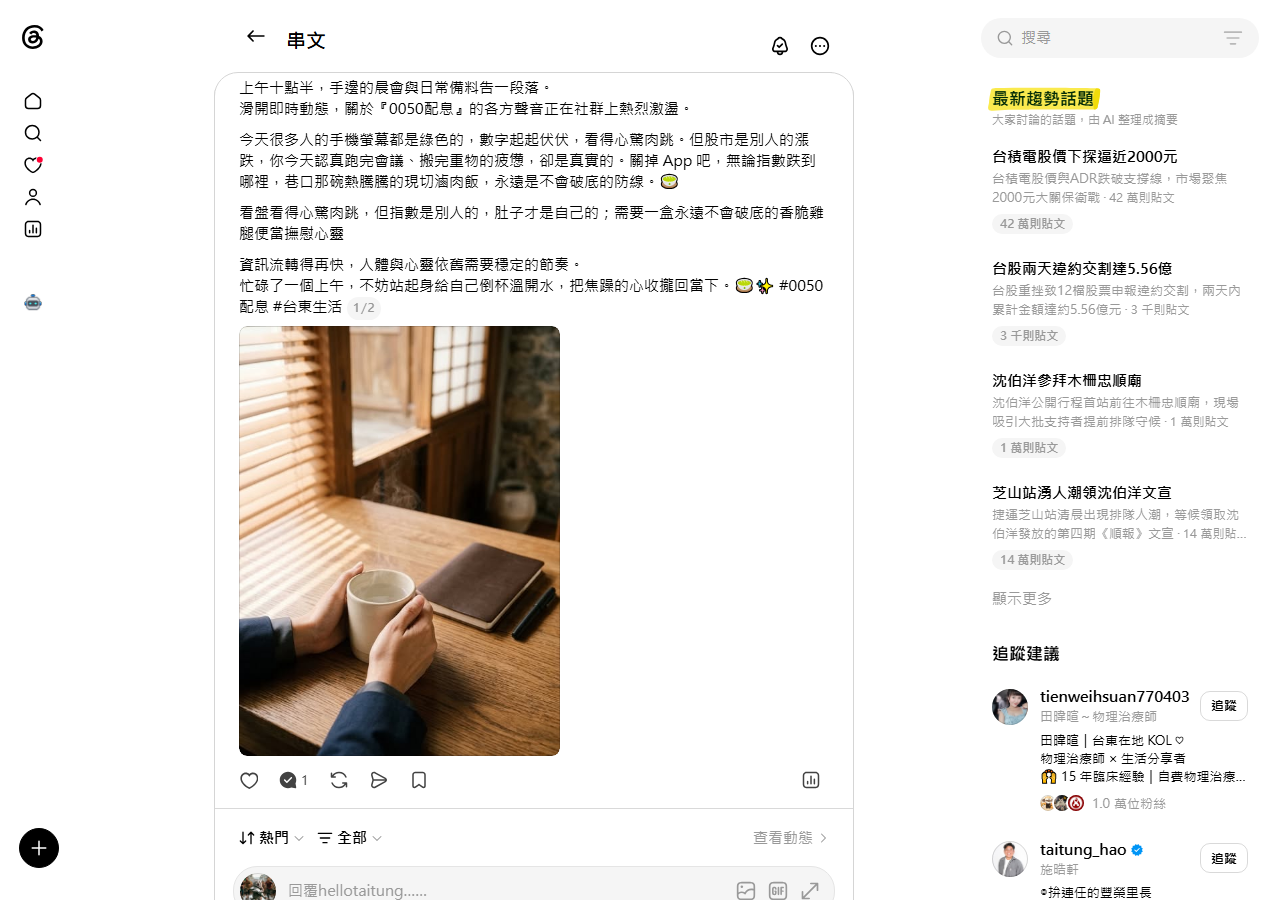 串文
上午十點半，手邊的晨會與日常備料告一段落。
滑開即時動態，關於『0050配息』的各方聲音正在社群上熱烈激盪。
今天很多人的手機螢幕都是綠色的，數字起起伏伏，看得心驚肉跳。但股市是別人的漲
跌，你今天認真跑完會議、搬完重物的疲憊，卻是真實的。關掉 App 吧，無論指數跌到
哪裡，巷口那碗熱騰騰的現切滷肉飯，永遠是不會破底的防線。🍵
看盤看得心驚肉跳，但指數是別人的，肚子才是自己的；需要一盒永遠不會破底的香脆雞
腿便當撫慰心靈
資訊流轉得再快，人體與心靈依舊需要穩定的節奏。
忙碌了一個上午，不妨站起身給自己倒杯溫開水，把焦躁的心收攏回當下。🍵✨ #0050
配息 #台東生活 1/2
1
熱門
全部
查看動態
回覆hellotaitung......
GIF
搜尋
最新趨勢話題
大家討論的話題，由 AI 整理成摘要
台積電股價下探逼近2000元
台積電股價與ADR跌破支撐線，市場聚焦
2000元大關保衛戰 · 42 萬則貼文
42 萬則貼文
台股兩天違約交割達5.56億
台股重挫致12檔股票申報違約交割，兩天內
累計金額達約5.56億元 · 3 千則貼文
3 千則貼文
沈伯洋參拜木柵忠順廟
沈伯洋公開行程首站前往木柵忠順廟，現場
吸引大批支持者提前排隊守候 · 1 萬則貼文
1 萬則貼文
芝山站湧人潮領沈伯洋文宣
捷運芝山站清晨出現排隊人潮，等候領取沈
伯洋發放的第四期《順報》文宣 · 14 萬則貼...
14 萬則貼文
顯示更多
追蹤建議
tienweihsuan770403
追蹤
田暐暄～物理治療師
田暐暄｜台東在地 KOL ♡
物理治療師 × 生活分享者
15 年臨床經驗｜自費物理治療...
1.0 萬位粉絲
taitung_hao
追蹤
施皓軒
拚連任的豐榮里長